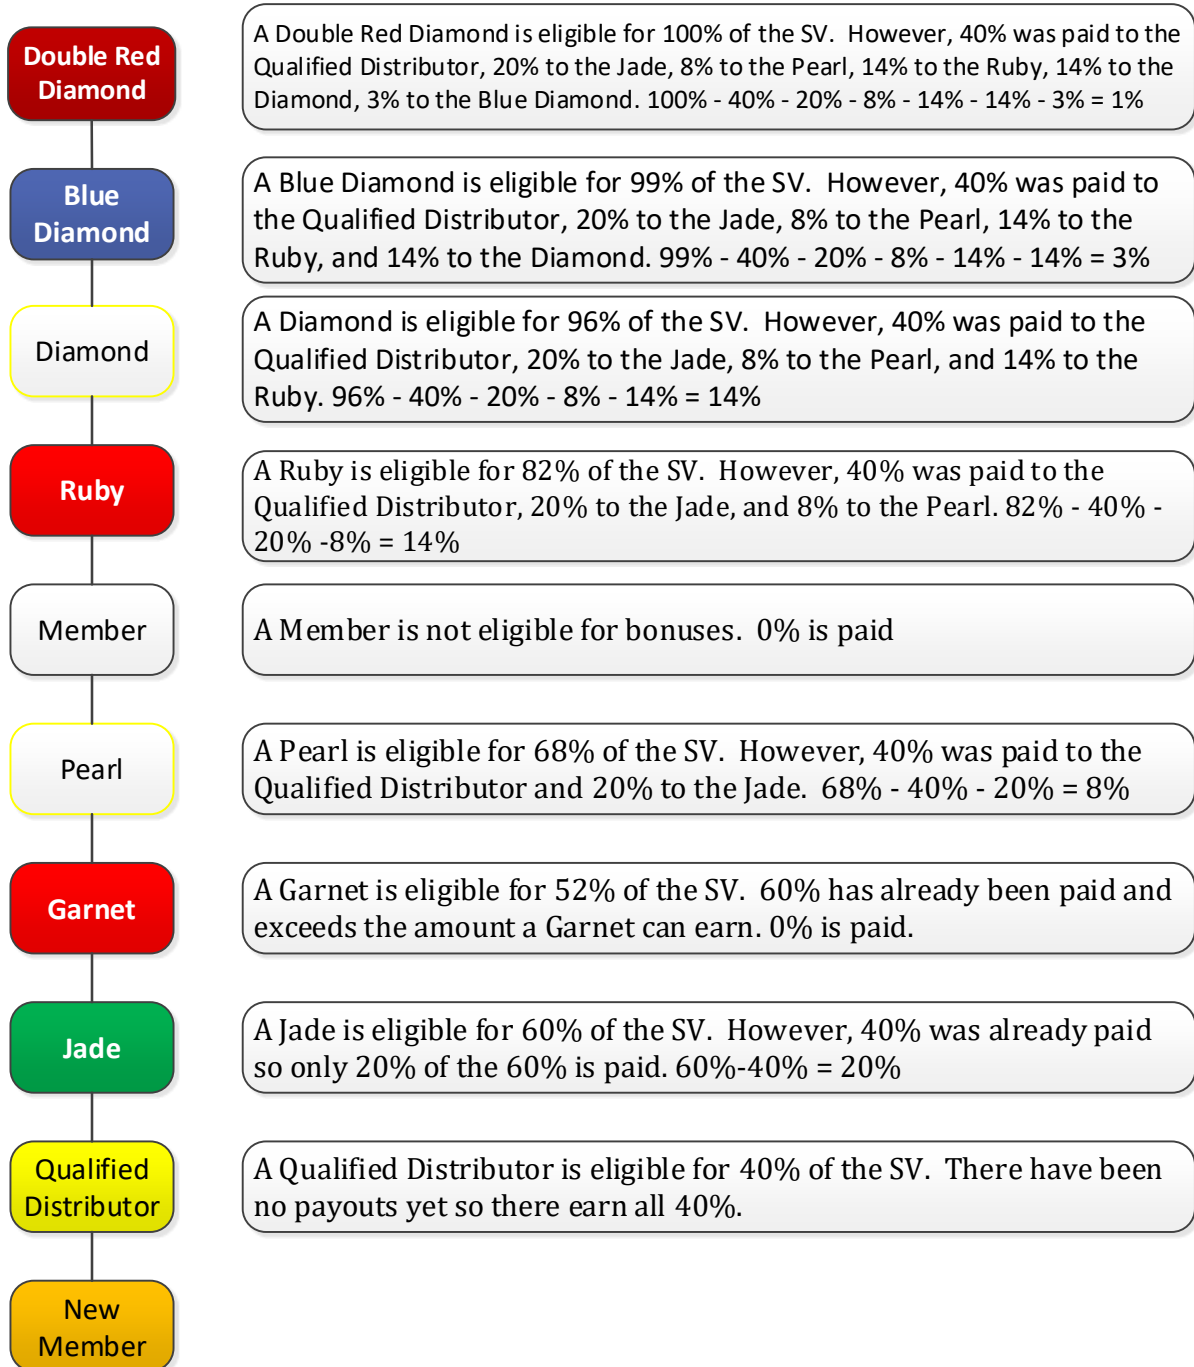 Double Red
Diamond
A Double Red Diamond is eligible for 100% of the SV.  However, 40% was paid to the
Qualified Distributor, 20% to the Jade, 8% to the Pearl, 14% to the Ruby, 14% to the
Diamond, 3% to the Blue Diamond. 100% - 40% - 20% - 8% - 14% - 14% - 3% = 1%
Blue
Diamond
A Blue Diamond is eligible for 99% of the SV.  However, 40% was paid to
the Qualified Distributor, 20% to the Jade, 8% to the Pearl, 14% to the
Ruby, and 14% to the Diamond. 99% - 40% - 20% - 8% - 14% - 14% = 3%
Diamond
A Diamond is eligible for 96% of the SV.  However, 40% was paid to the
Qualified Distributor, 20% to the Jade, 8% to the Pearl, and 14% to the
Ruby. 96% - 40% - 20% - 8% - 14% = 14%
Ruby
A Ruby is eligible for 82% of the SV.  However, 40% was paid to the
Qualified Distributor, 20% to the Jade, and 8% to the Pearl. 82% - 40% -
20% -8% = 14%
Member
A Member is not eligible for bonuses.  0% is paid
Pearl
A Pearl is eligible for 68% of the SV.  However, 40% was paid to the
Qualified Distributor and 20% to the Jade.  68% - 40% - 20% = 8%
Garnet
A Garnet is eligible for 52% of the SV.  60% has already been paid and
exceeds the amount a Garnet can earn. 0% is paid.
Jade
A Jade is eligible for 60% of the SV.  However, 40% was already paid
so only 20% of the 60% is paid. 60%-40% = 20%
Qualified
Distributor
A Qualified Distributor is eligible for 40% of the SV.  There have been
no payouts yet so there earn all 40%.
New
Member